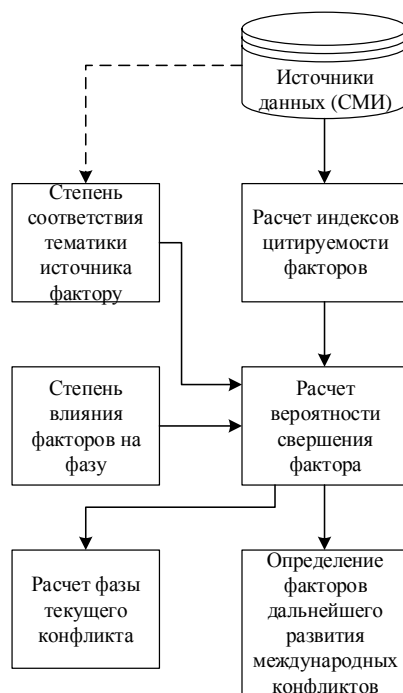 Источники
данных (СМИ)
Степень
соответствия
тематики
источника
фактору
Расчет индексов
цитируемости
факторов
Степень
влияния
факторов на
фазу
Расчет
вероятности
свершения
фактора
Расчет фазы
текущего
конфликта
Определение
факторов
дальнейшего
развития
международных
конфликтов